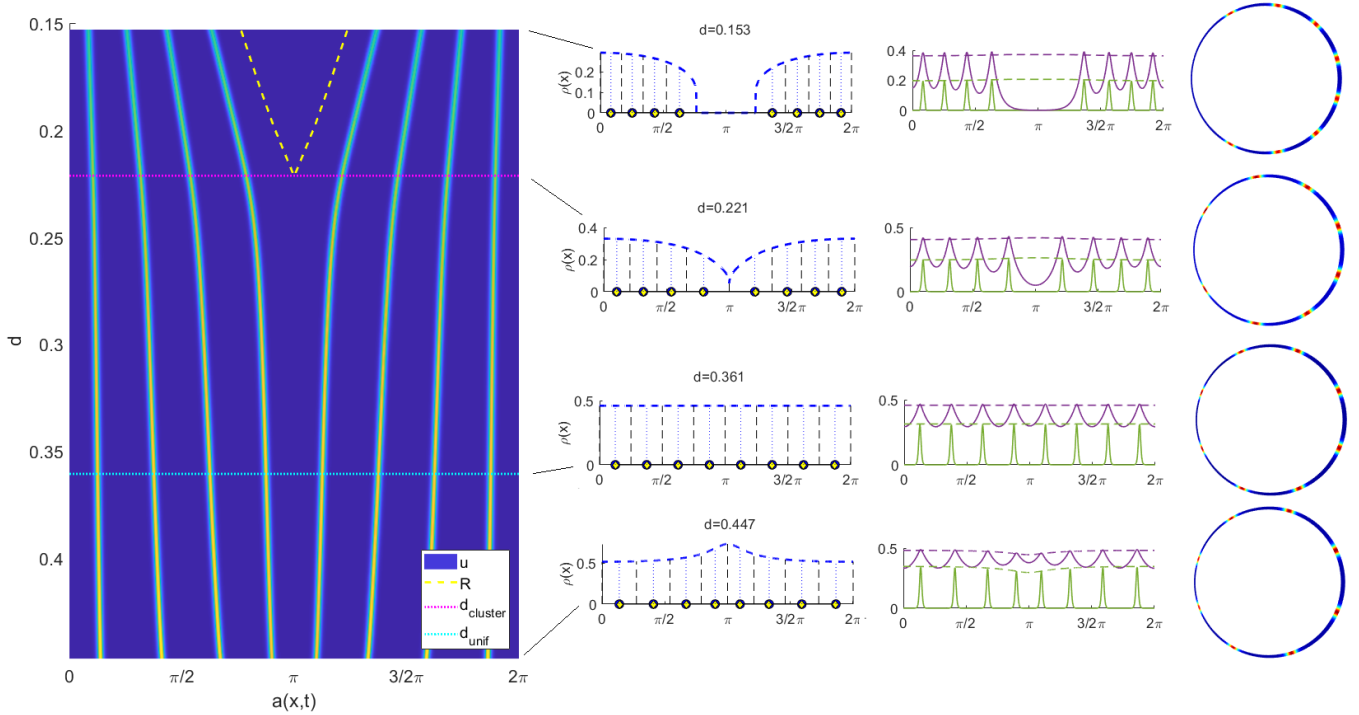 0.15
0.2
0.25
0.3
0.35
0.4
d
0
π/2
π
3/2π
2π
a(x,t)
u
R
d_cluster
d_unif
d=0.153
ρ(x)
0.2
0.1
0
0
π/2
π
3/2π
2π
0.4
0.2
0
0
π/2
π
3/2π
2π
d=0.221
ρ(x)
0.4
0.2
0
0
π/2
π
3/2π
2π
0.5
0
0
π/2
π
3/2π
2π
d=0.361
ρ(x)
0.5
0
0
π/2
π
3/2π
2π
0.5
0
0
π/2
π
3/2π
2π
d=0.447
ρ(x)
0.5
0
0
π/2
π
3/2π
2π
0.5
0
0
π/2
π
3/2π
2π